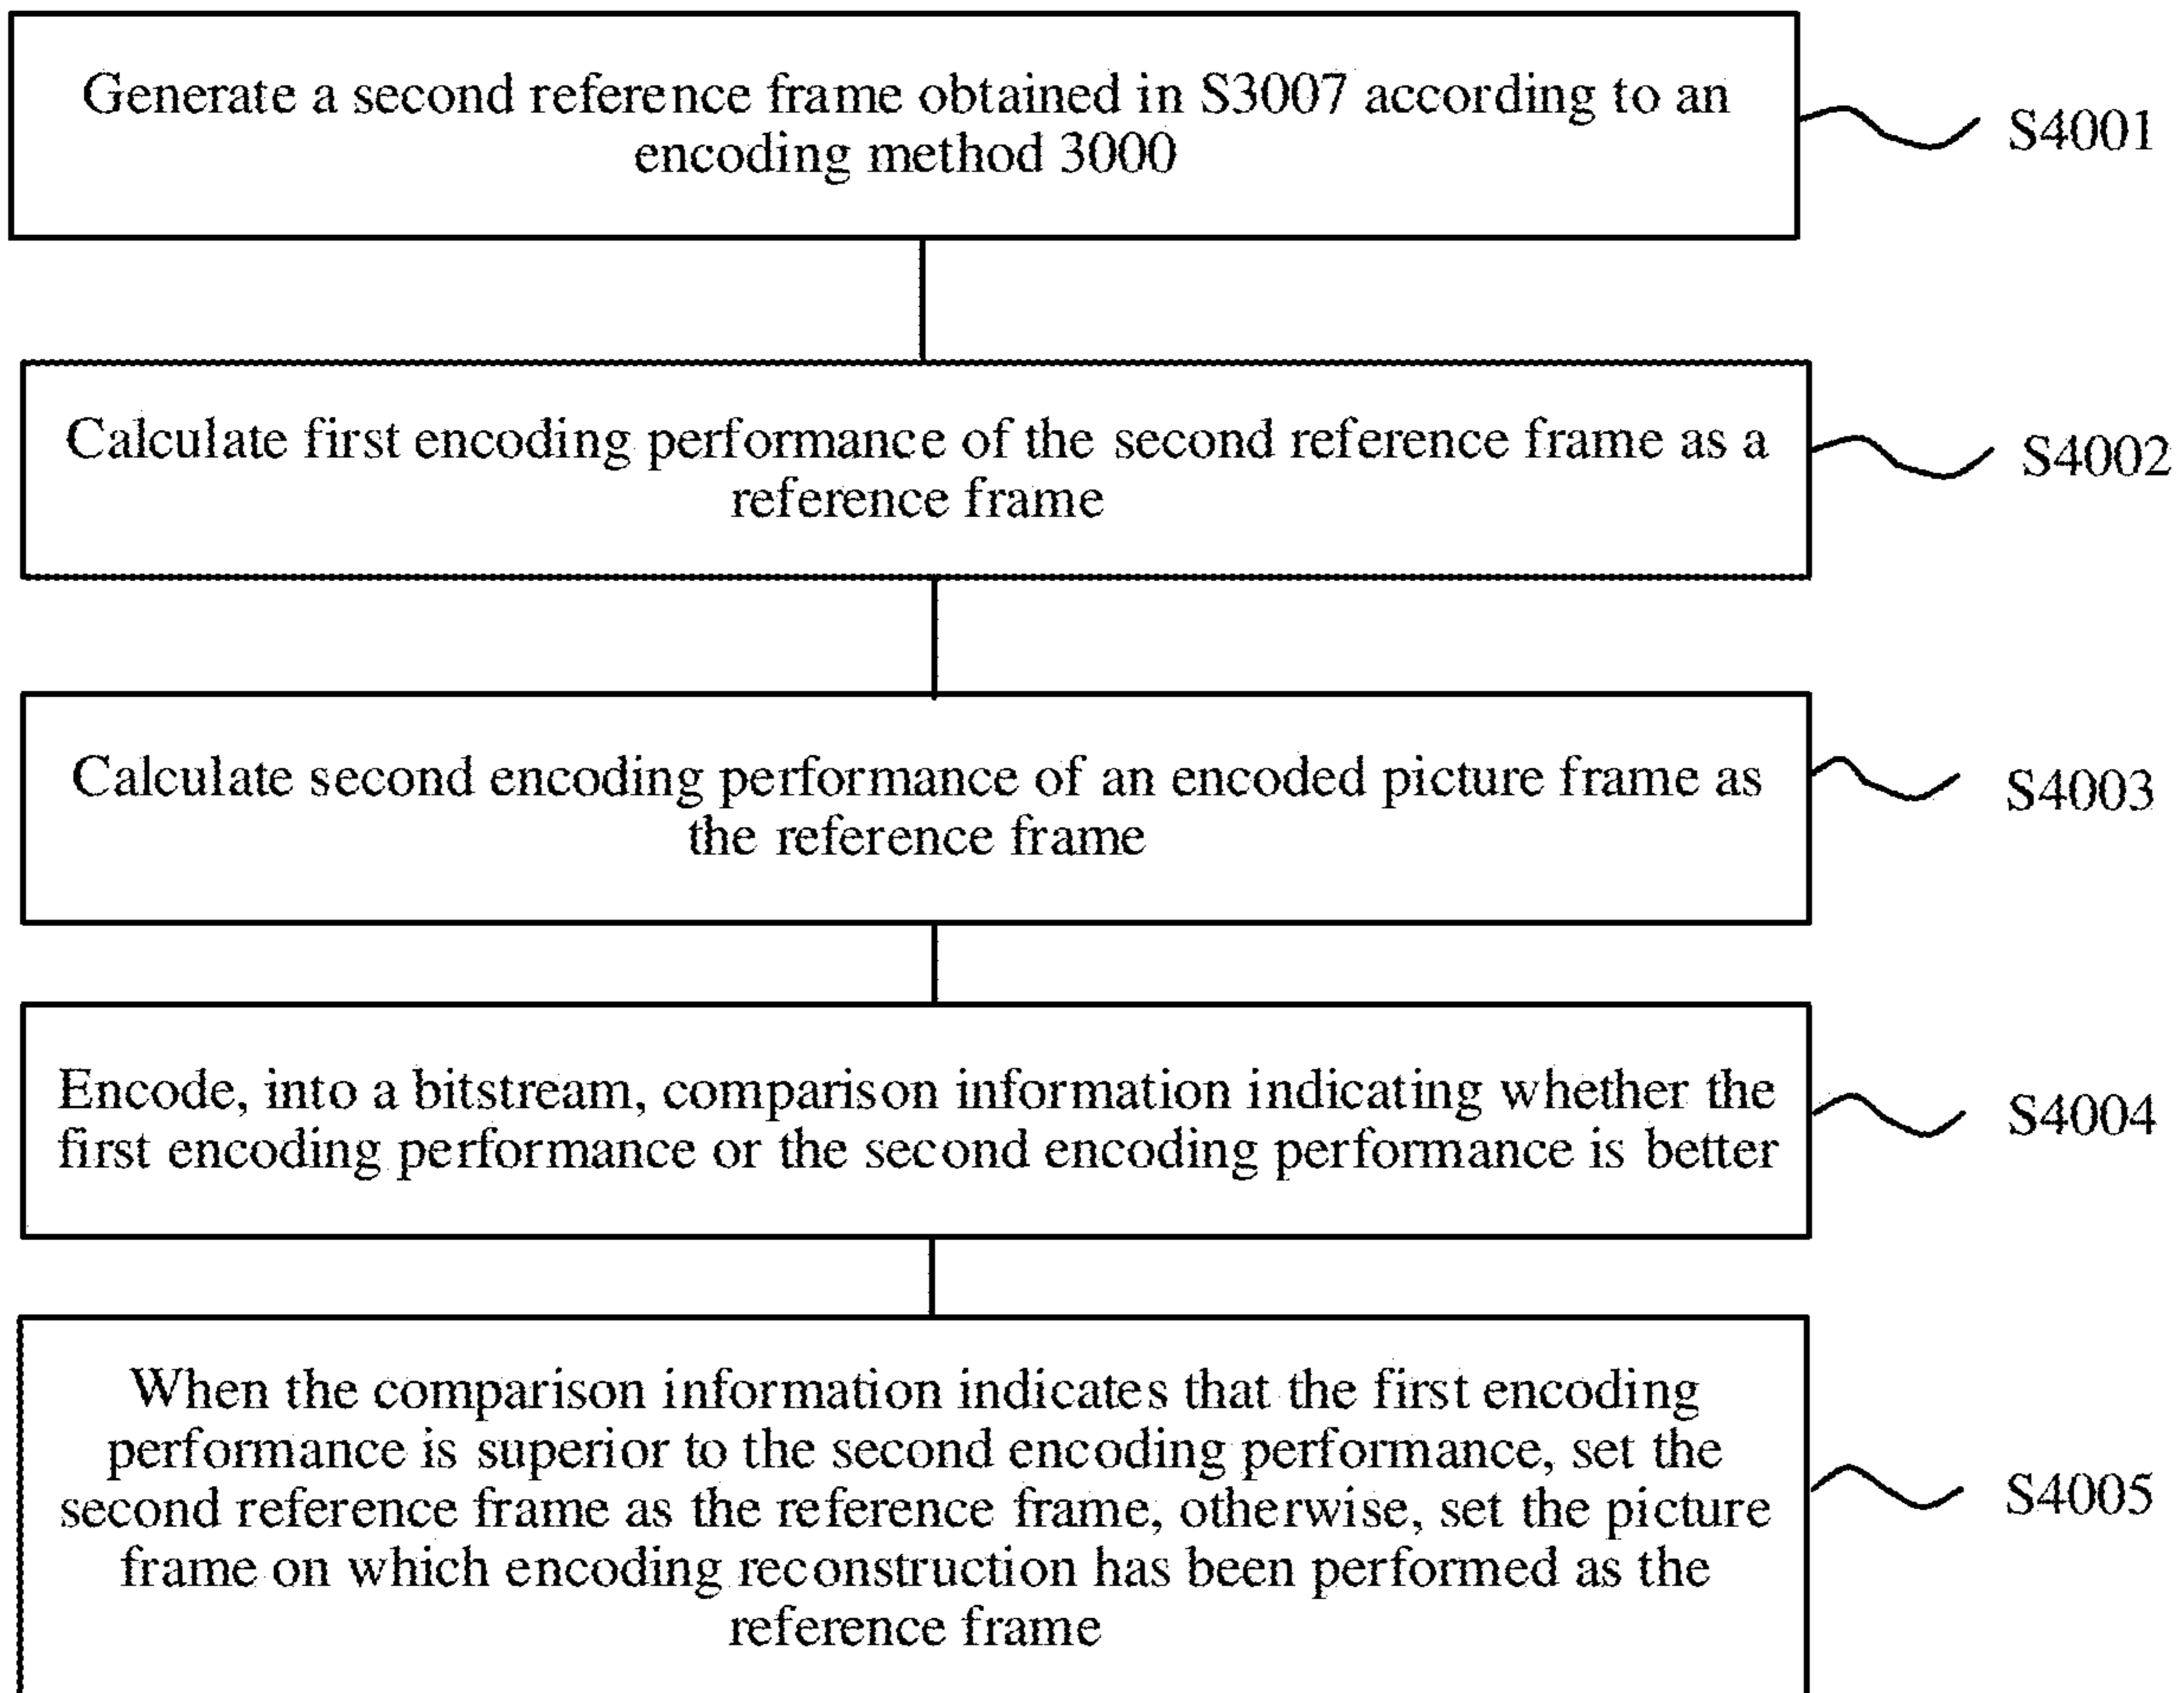 Generate a second reference frame obtained in S3007 according to an
encoding method 3000
S4001
Calculate first encoding performance of the second reference frame as a
reference frame
S4002
Calculate second encoding performance of an encoded picture frame as
the reference frame
S4003
Encode, into a bitstream, comparison information indicating whether the
first encoding performance or the second encoding performance is better
S4004
When the comparison information indicates that the first encoding
performance is superior to the second encoding performance, set the
second reference frame as the reference frame, otherwise, set the picture
frame on which encoding reconstruction has been performed as the
reference frame
S4005